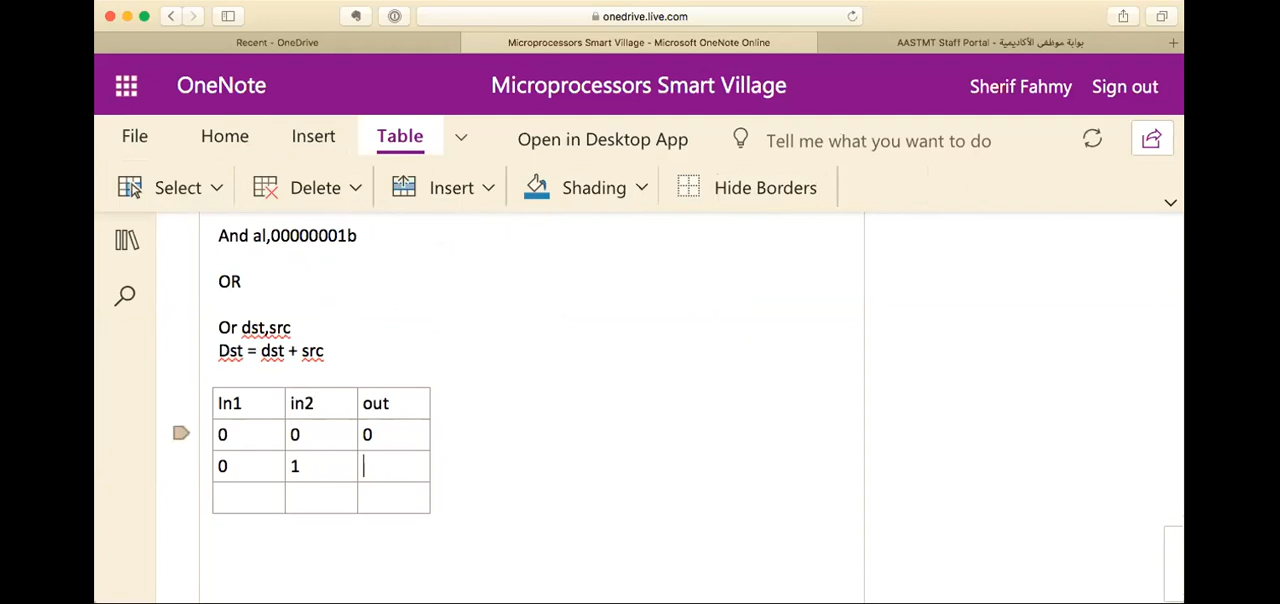 onedrive.live.com
Recent - OneDrive
Microprocessors Smart Village - Microsoft OneNote Online
AASTMT Staff Portal - بوابة موظفي الأكاديمية
OneNote
Microprocessors Smart Village
Sherif Fahmy
Sign out
File
Home
Insert
Table
Open in Desktop App
Tell me what you want to do
Select
Delete
Insert
Shading
Hide Borders
And al,00000001b
OR
Or dst,src
Dst = dst + src
In1 in2 out
0 0 0
0 1